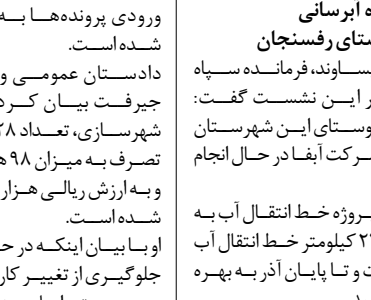 ه آبرسانی
ستای رفسنجان
ساوند، فرمانده سپاه
ر این نشست گفت:
وستای این شهرستان
رکت آبفا در حال انجام
روژه خط انتقال آب به
کیلومتر خط انتقال آب
ت و تا پایان آذر به بهره
ورودی پرونده‌ها به
شده‌است.
دادستان عمومی و
جیرفت بیان کرد
شهرسازی، تعداد ۲۸
تصرف به میزان ۹۸ ه
و به ارزش ریالی هزار
شده‌است.
او با بیان اینکه در ح
جلوگیری از تغییر کار